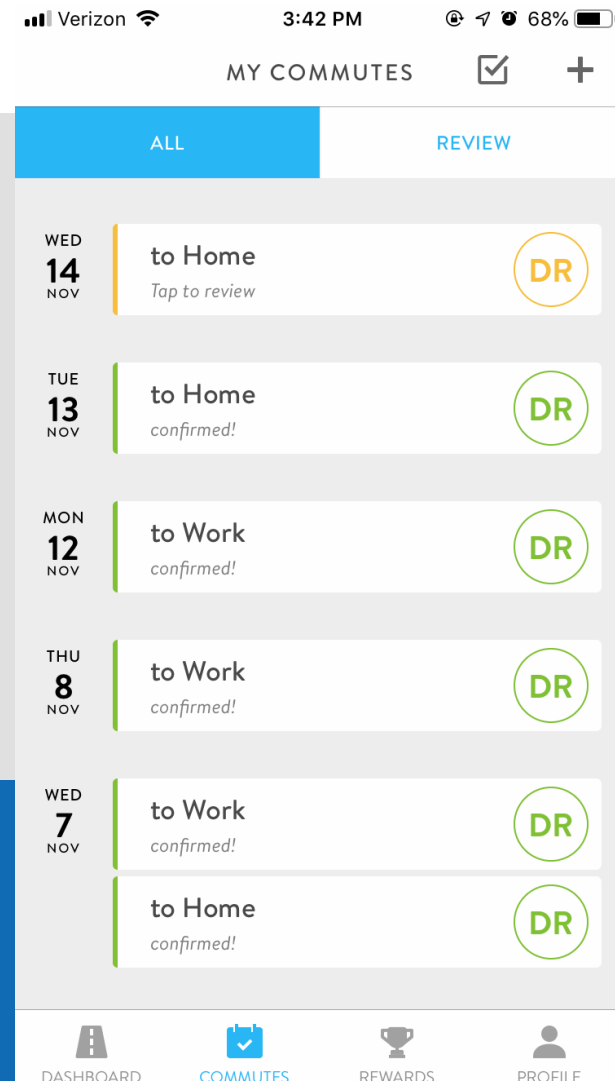 Verizon 3:42 PM 68%
MY COMMUTES
ALL REVIEW
WED
14
NOV
to Home
Tap to review
DR
TUE
13
NOV
to Home
confirmed!
DR
MON
12
NOV
to Work
confirmed!
DR
THU
8
NOV
to Work
confirmed!
DR
WED
7
NOV
to Work
confirmed!
DR
to Home
confirmed!
DR
DASHBOARD COMMUTES REWARDS PROFILE